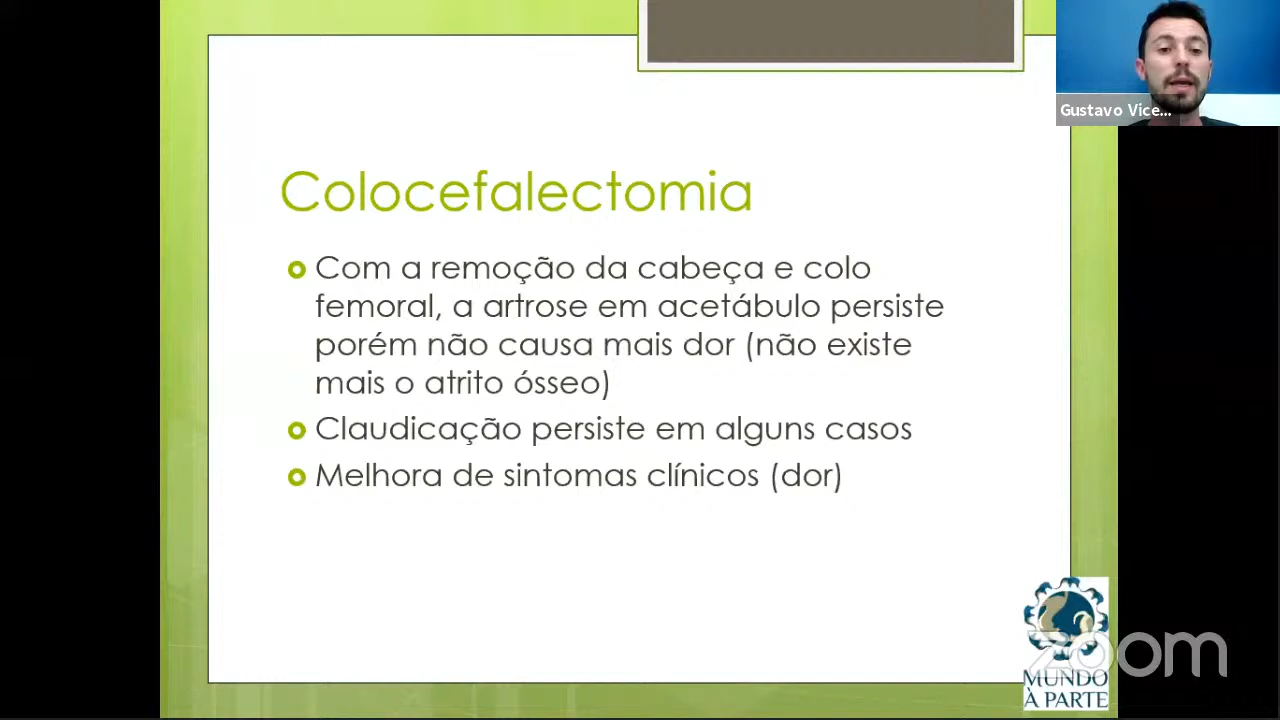 Gustavo Vice...
Colocefalectomia
Com a remoção da cabeça e colo
femoral, a artrose em acetábulo persiste
porém não causa mais dor (não existe
mais o atrito ósseo)
Claudicação persiste em alguns casos
Melhora de sintomas clínicos (dor)
zoom
MUNDO
À PARTE